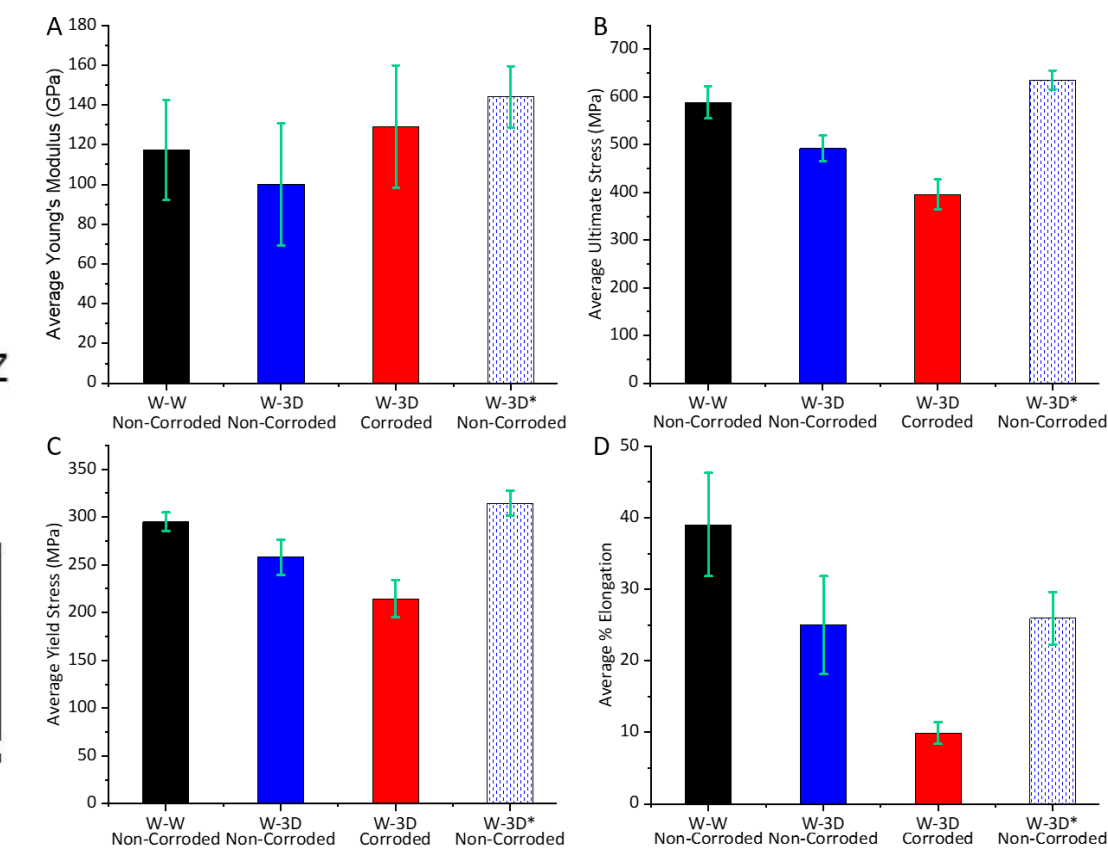 A
Average Young's Modulus (GPa)
180
160
140
120
100
80
60
40
20
0
W-W W-3D W-3D W-3D*
Non-Corroded Non-Corroded Corroded Non-Corroded
B
Average Ultimate Stress (MPa)
700
600
500
400
300
200
100
0
W-W W-3D W-3D W-3D*
Non-Corroded Non-Corroded Corroded Non-Corroded
Z
C
Average Yield Stress (MPa)
350
300
250
200
150
100
50
0
W-W W-3D W-3D W-3D*
Non-Corroded Non-Corroded Corroded Non-Corroded
D
Average % Elongation
50
40
30
20
10
0
W-W W-3D W-3D W-3D*
Non-Corroded Non-Corroded Corroded Non-Corroded